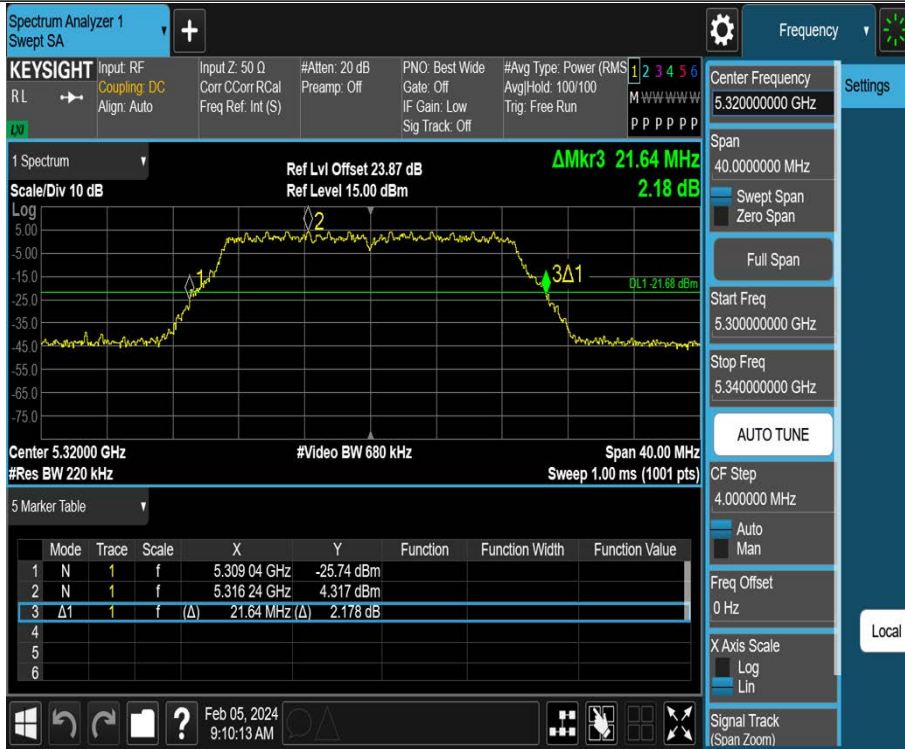 Spectrum Analyzer 1
Swept SA
+
Frequency
KEYSIGHT
RL
LXI
Input: RF
Coupling: DC
Align: Auto
Input Z: 50 Ω
Corr CCorr RCal
Freq Ref: Int (S)
#Atten: 20 dB
Preamp: Off
PNO: Best Wide
Gate: Off
IF Gain: Low
Sig Track: Off
#Avg Type: Power (RMS
Avg|Hold: 100/100
Trig: Free Run
1 2 3 4 5 6
M W W W W W
P P P P P P
Settings
1 Spectrum
Scale/Div 10 dB
Ref Lvl Offset 23.87 dB
Ref Level 15.00 dBm
ΔMkr3 21.64 MHz
2.18 dB
Log
5.00
-5.00
-15.0
-25.0
-35.0
-45.0
-55.0
-65.0
-75.0
1
2
3Δ1
DL1 -21.68 dBm
Center 5.32000 GHz
#Res BW 220 kHz
#Video BW 680 kHz
Span 40.00 MHz
Sweep 1.00 ms (1001 pts)
5 Marker Table
Mode Trace Scale X Y Function Function Width Function Value
1 N 1 f 5.309 04 GHz -25.74 dBm
2 N 1 f 5.316 24 GHz 4.317 dBm
3 Δ1 1 f (Δ) 21.64 MHz (Δ) 2.178 dB
4
5
6
Center Frequency
5.320000000 GHz
Span
40.0000000 MHz
Swept Span
Zero Span
Full Span
Start Freq
5.300000000 GHz
Stop Freq
5.340000000 GHz
AUTO TUNE
CF Step
4.000000 MHz
Auto
Man
Freq Offset
0 Hz
X Axis Scale
Log
Lin
Signal Track
(Span Zoom)
Local
?
Feb 05, 2024
9:10:13 AM